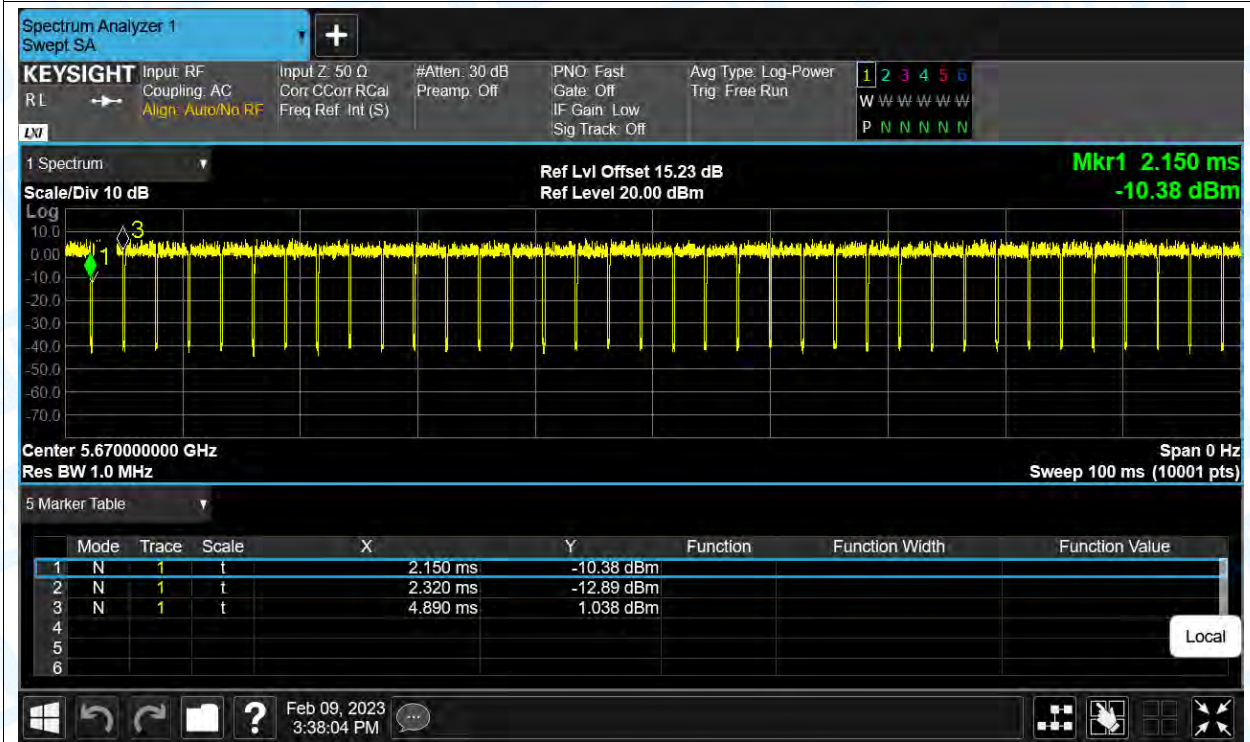 Spectrum Analyzer 1
Swept SA
+
KEYSIGHT Input: RF Input Z: 50 Ω #Atten: 30 dB PNO: Fast Avg Type: Log-Power 1 2 3 4 5 6
R L Coupling: AC Corr CCorr RCal Preamp: Off Gate: Off Trig: Free Run
Align: Auto/No RF Freq Ref: Int (S) IF Gain: Low W W W W W W
LXI Sig Track: Off P N N N N N
1 Spectrum Ref Lvl Offset 15.23 dB Mkr1 2.150 ms
Scale/Div 10 dB Ref Level 20.00 dBm -10.38 dBm
Log
10.0 3
0.00 1
-10.0
-20.0
-30.0
-40.0
-50.0
-60.0
-70.0
Center 5.670000000 GHz Span 0 Hz
Res BW 1.0 MHz Sweep 100 ms (10001 pts)
5 Marker Table
Mode Trace Scale X Y Function Function Width Function Value
1 N 1 t 2.150 ms -10.38 dBm
2 N 1 t 2.320 ms -12.89 dBm
3 N 1 t 4.890 ms 1.038 dBm
4
5
6
Local
? Feb 09, 2023
3:38:04 PM